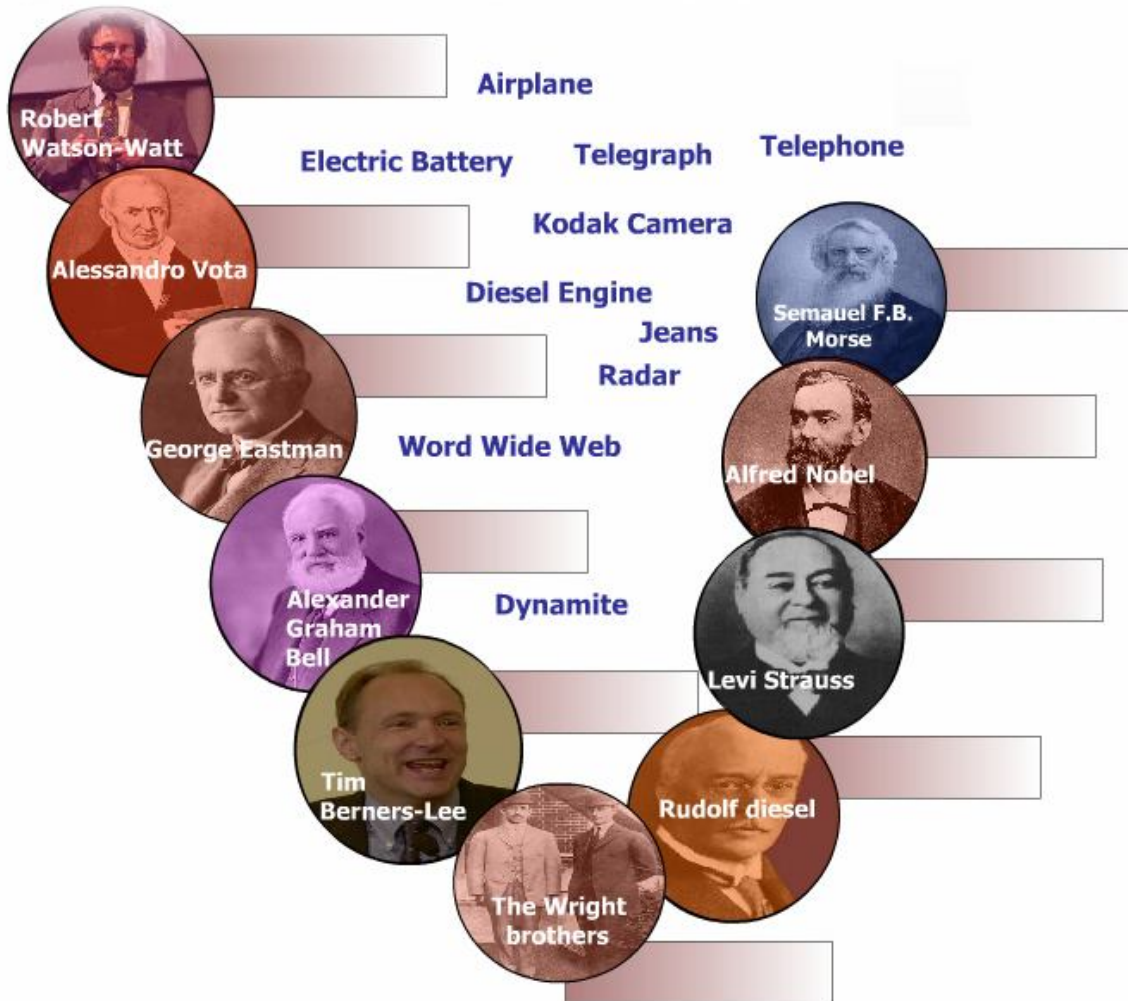 Robert
Watson-Watt
Airplane
Electric Battery
Telegraph
Telephone
Alessandro Vota
Kodak Camera
Diesel Engine
Semauel F.B.
Morse
Jeans
Radar
George Eastman
Word Wide Web
Alfred Nobel
Alexander
Graham
Bell
Dynamite
Levi Strauss
Tim
Berners-Lee
Rudolf diesel
The Wright
brothers